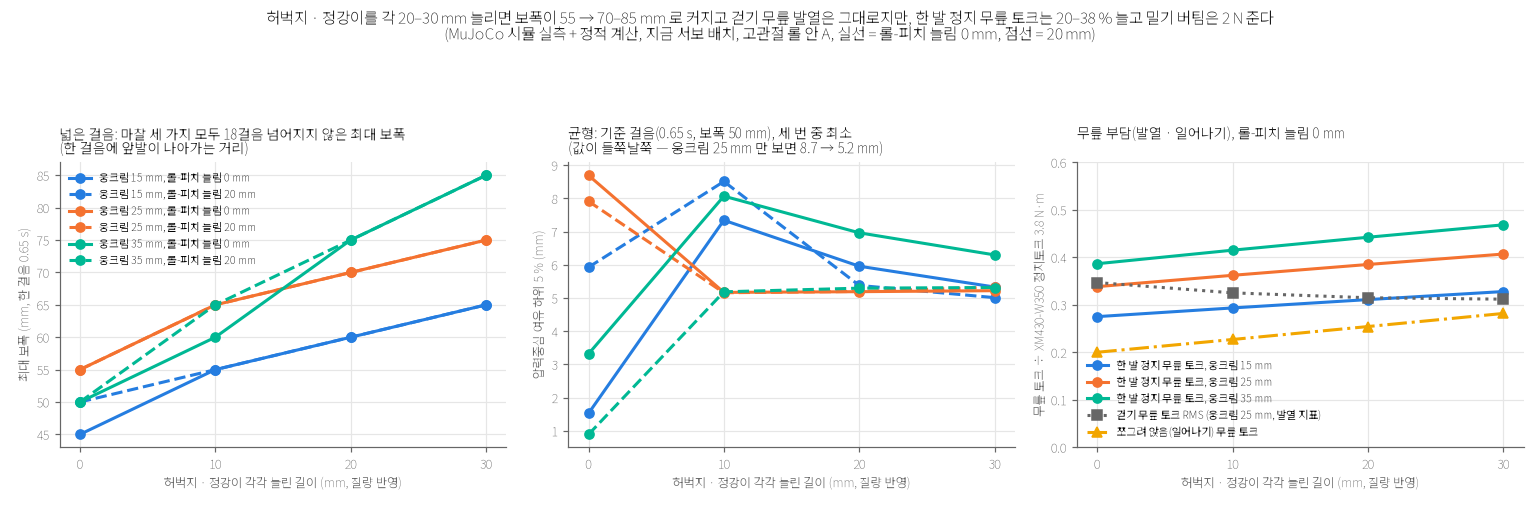 허벅지 · 정강이를 각 20–30 mm 늘리면 보폭이 55 → 70–85 mm 로 커지고 걷기 무릎 발열은 그대로지만, 한 발 정지 무릎 토크는 20–38 % 늘고 밀기 버팀은 2 N 준다
(MuJoCo 시뮬 실측 + 정적 계산, 지금 서보 배치, 고관절 롤 안 A, 실선 = 롤-피치 늘림 0 mm, 점선 = 20 mm)
넓은 걸음: 마찰 세 가지 모두 18걸음 넘어지지 않은 최대 보폭
(한 걸음에 앞발이 나아가는 거리)
최대 보폭 (mm, 한 걸음 0.65 s)
85
80
75
70
65
60
55
50
45
웅크림 15 mm, 롤-피치 늘림 0 mm
웅크림 15 mm, 롤-피치 늘림 20 mm
웅크림 25 mm, 롤-피치 늘림 0 mm
웅크림 25 mm, 롤-피치 늘림 20 mm
웅크림 35 mm, 롤-피치 늘림 0 mm
웅크림 35 mm, 롤-피치 늘림 20 mm
0 10 20 30
허벅지 · 정강이 각각 늘린 길이 (mm, 질량 반영)
균형: 기준 걸음(0.65 s, 보폭 50 mm), 세 번 중 최소
(값이 들쭉날쭉 — 웅크림 25 mm 만 보면 8.7 → 5.2 mm)
압력중심 여유 하위 5 % (mm)
9
8
7
6
5
4
3
2
1
0 10 20 30
허벅지 · 정강이 각각 늘린 길이 (mm, 질량 반영)
무릎 부담(발열 · 일어나기), 롤-피치 늘림 0 mm
무릎 토크 ÷ XM430-W350 정지토크 3.8 N·m
0.6
0.5
0.4
0.3
0.2
0.1
0.0
한 발 정지 무릎 토크, 웅크림 15 mm
한 발 정지 무릎 토크, 웅크림 25 mm
한 발 정지 무릎 토크, 웅크림 35 mm
걷기 무릎 토크 RMS (웅크림 25 mm, 발열 지표)
쪼그려 앉음(일어나기) 무릎 토크
0 10 20 30
허벅지 · 정강이 각각 늘린 길이 (mm, 질량 반영)